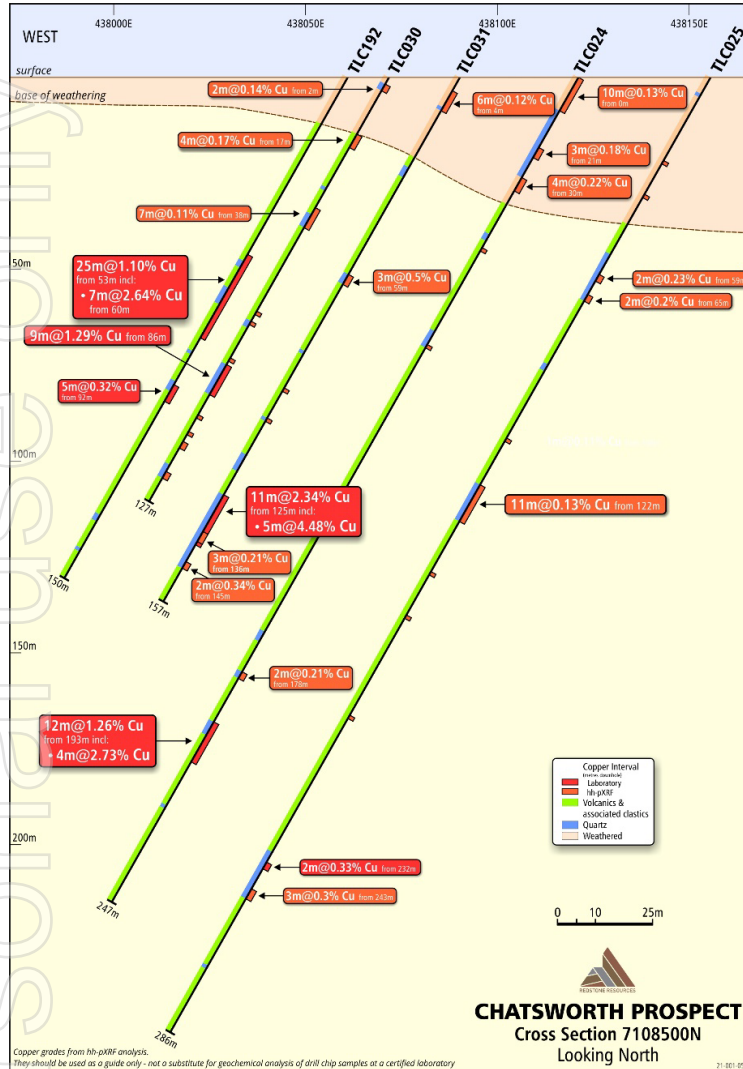 438000E
438050E
438100E
438150E
WEST
TLC192
TLC030
TLC031
TLC024
TLC025
surface
base of weathering
2m@0.14% Cu from 2m
6m@0.12% Cu
from 4m
10m@0.13% Cu
from 0m
4m@0.17% Cu from 17m
3m@0.18% Cu
from 21m
4m@0.22% Cu
from 30m
7m@0.11% Cu from 38m
50m
25m@1.10% Cu
from 53m incl:
• 7m@2.64% Cu
from 60m
3m@0.5% Cu
from 59m
2m@0.23% Cu from 59m
2m@0.2% Cu from 65m
9m@1.29% Cu from 86m
5m@0.32% Cu
from 92m
100m
127m
11m@2.34% Cu
from 125m incl:
• 5m@4.48% Cu
11m@0.13% Cu from 122m
3m@0.21% Cu
from 136m
2m@0.34% Cu
from 145m
150m
157m
150m
2m@0.21% Cu
from 178m
12m@1.26% Cu
from 193m incl:
• 4m@2.73% Cu
Copper Interval
(metres downhole)
Laboratory
hh-pXRF
Volcanics &
associated clastics
Quartz
Weathered
200m
2m@0.33% Cu from 232m
3m@0.3% Cu from 243m
247m
0 10 25m
286m
REDSTONE RESOURCES
CHATSWORTH PROSPECT
Cross Section 7108500N
Looking North
Copper grades from hh-pXRF analysis.
They should be used as a guide only - not a substitute for geochemical analysis of drill chip samples at a certified laboratory